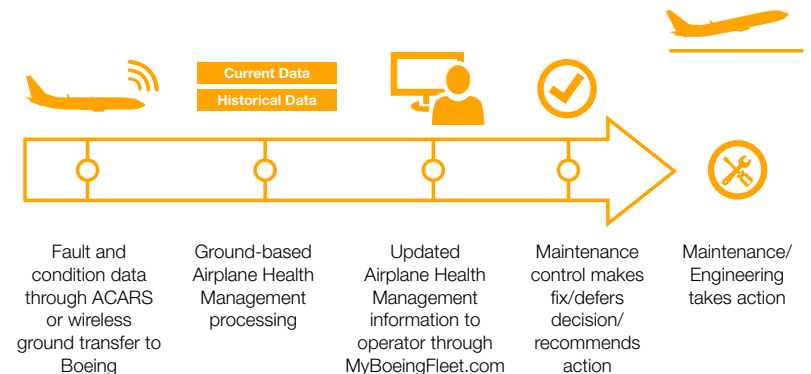 Current Data
Historical Data
Fault and
condition data
through ACARS
or wireless
ground transfer to
Boeing
Ground-based
Airplane Health
Management
processing
Updated
Airplane Health
Management
information to
operator through
MyBoeingFleet.com
Maintenance
control makes
fix/defers
decision/
recommends
action
Maintenance/
Engineering
takes action